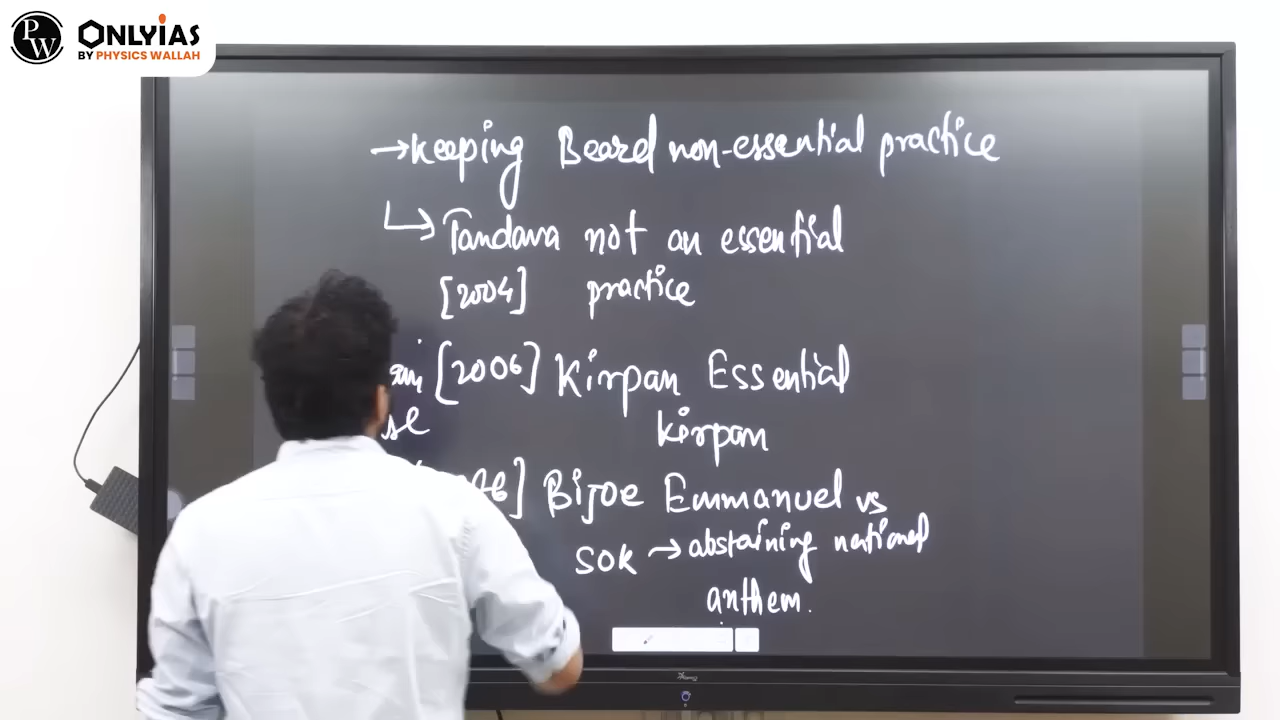 PW
ONLYIAS
BY PHYSICS WALLAH
→ Keeping Beard non-essential practice
↳ Tandava not an essential
[2004] practice
[2006] Kirpan Essential
Kirpan
Bijoe Emmanuel vs
SOK → abstaining national
anthem.